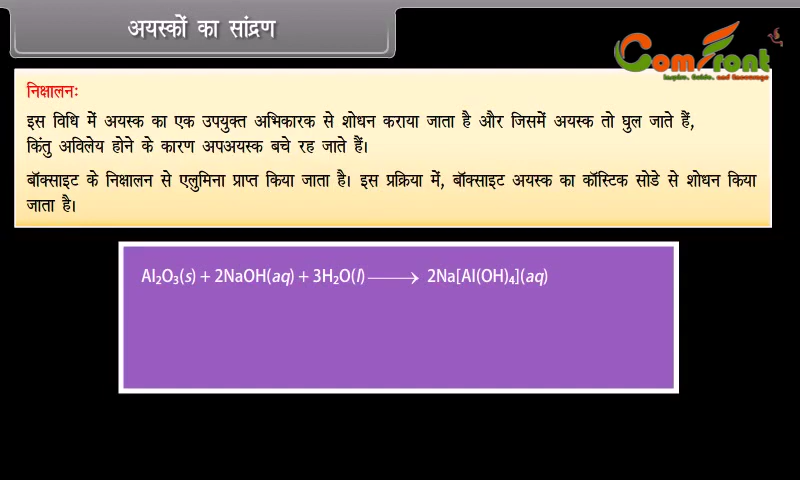 अयस्कों का सांद्रण
ComFront
Inspire, Guide, and Encourage
निक्षालनः
इस विधि में अयस्क का एक उपयुक्त अभिकारक से शोधन कराया जाता है और जिसमें अयस्क तो घुल जाते हैं,
किंतु अविलेय होने के कारण अपअयस्क बचे रह जाते हैं।
बॉक्साइट के निक्षालन से एलुमिना प्राप्त किया जाता है। इस प्रक्रिया में, बॉक्साइट अयस्क का कॉस्टिक सोडे से शोधन किया
जाता है।
Al₂O₃(s) + 2NaOH(aq) + 3H₂O(l) ⟶ 2Na[Al(OH)₄](aq)